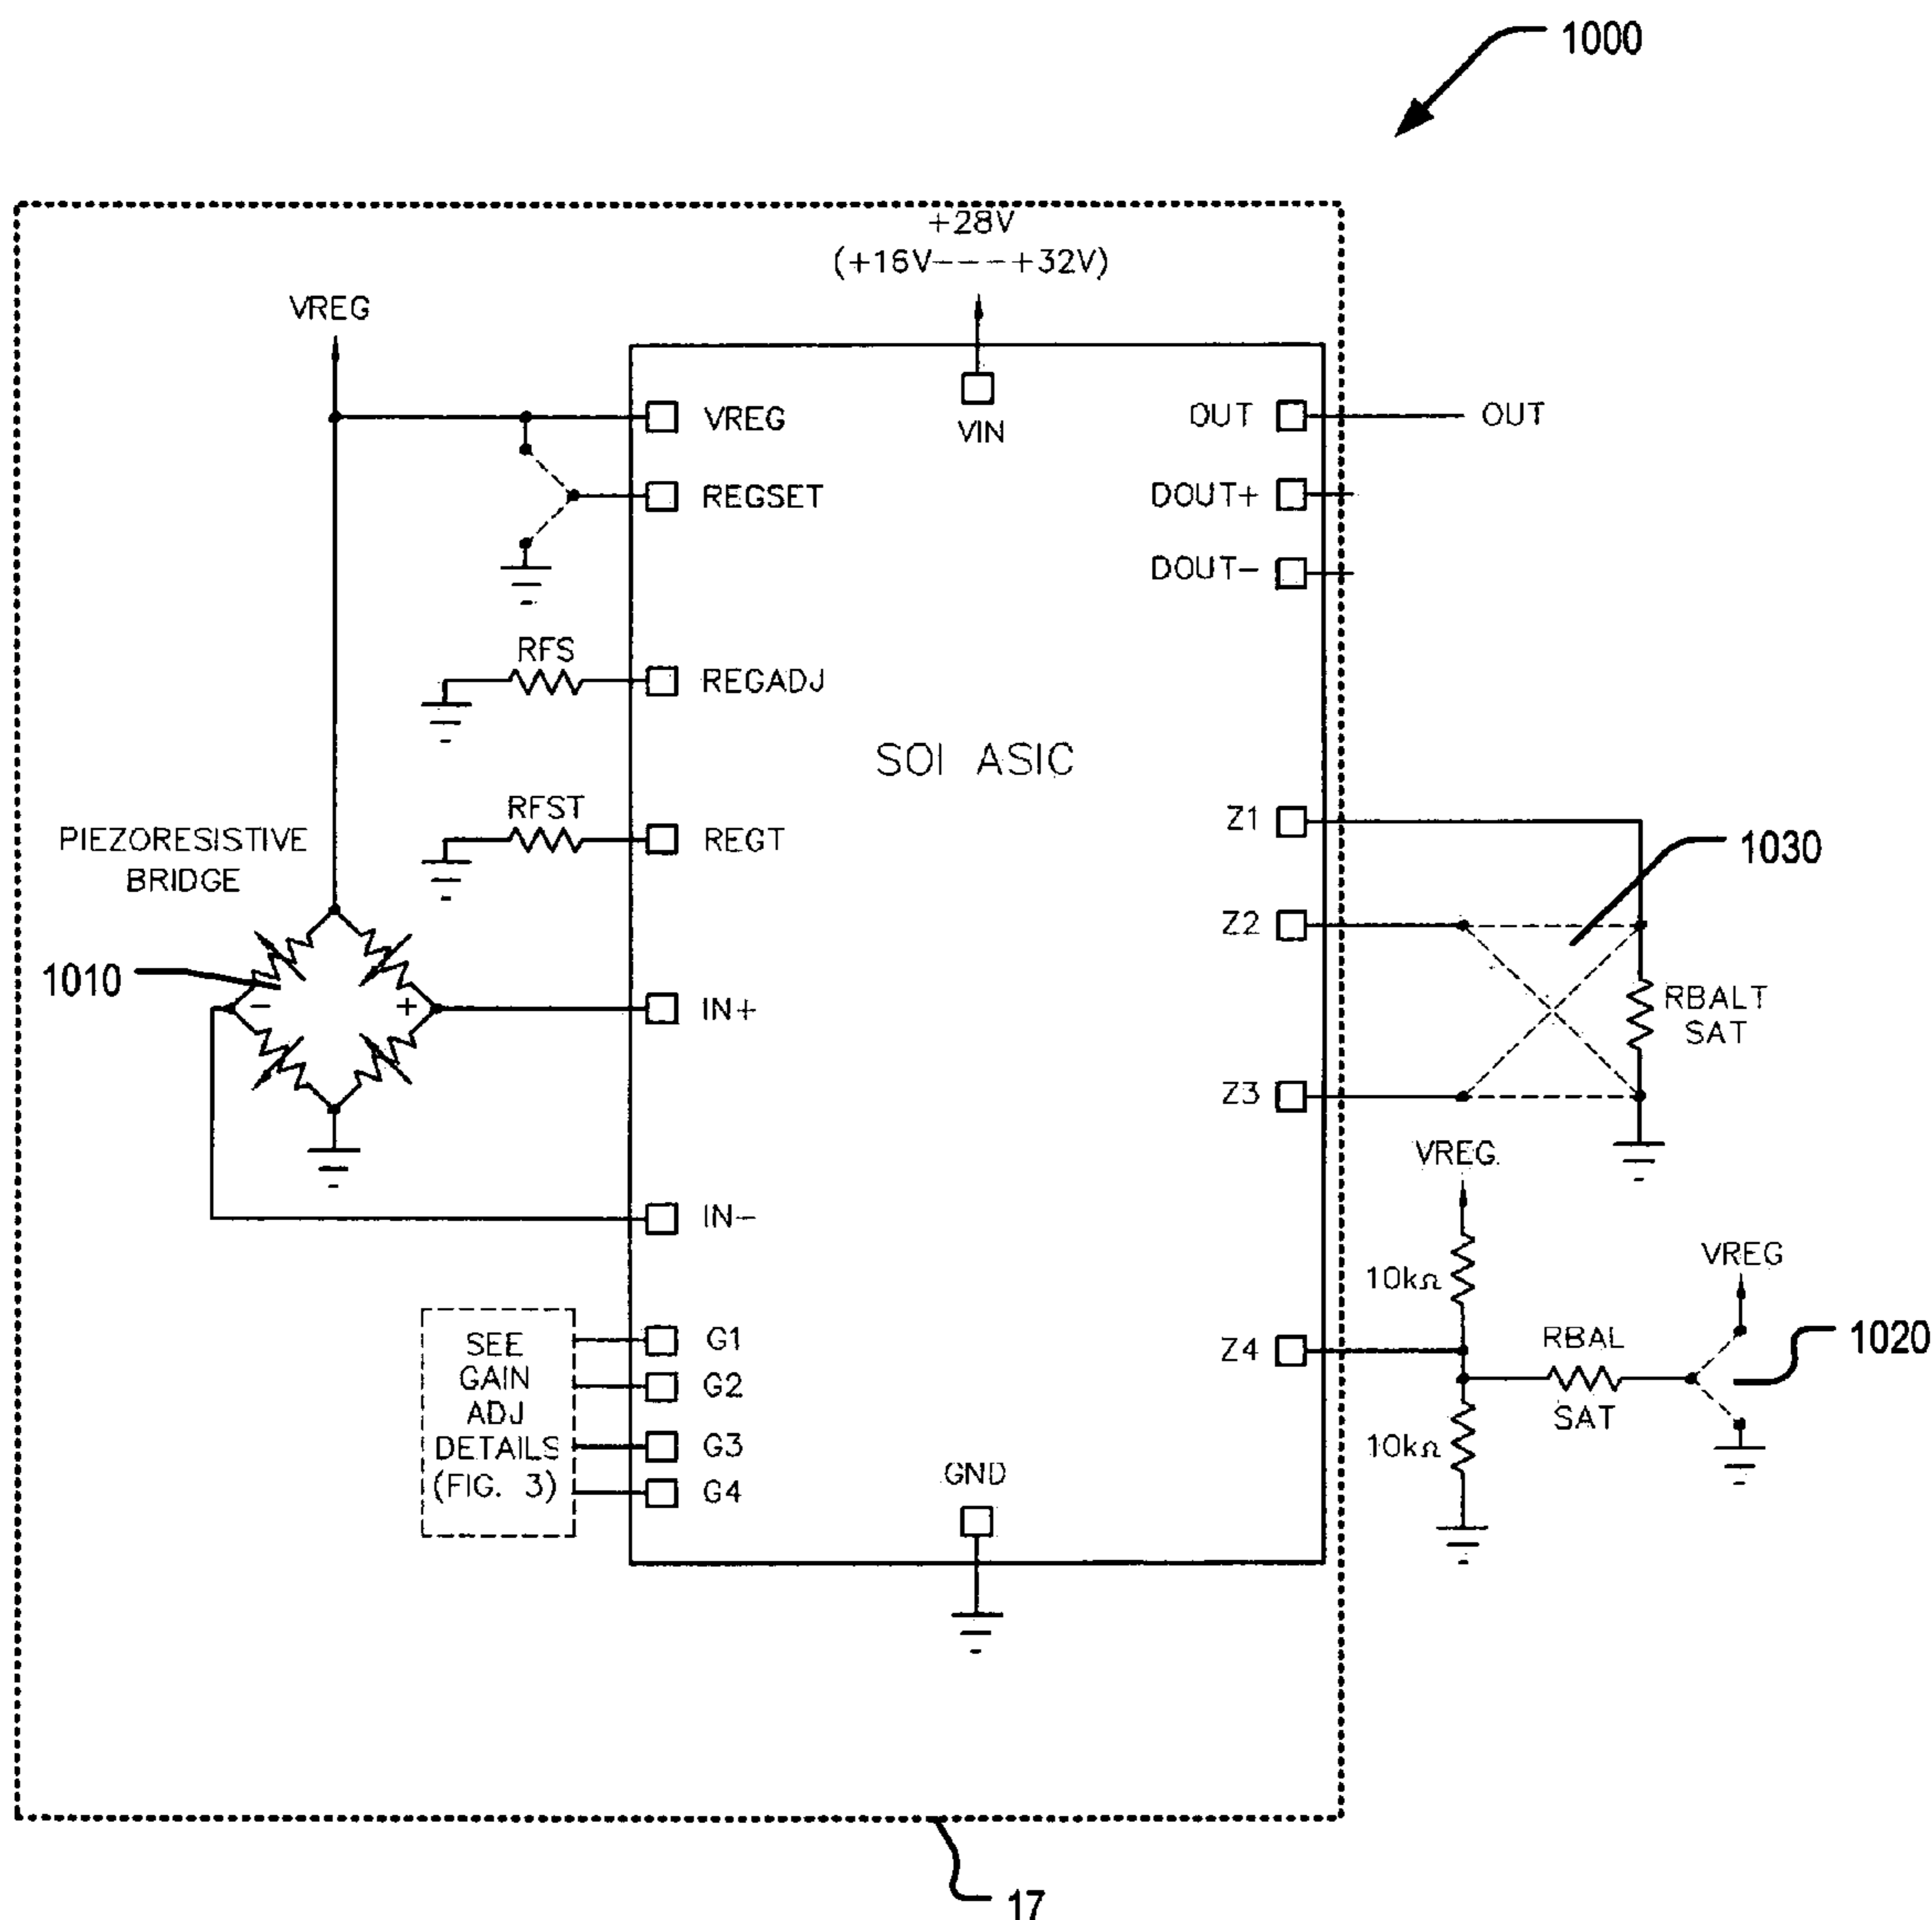 1000
+28V
(+16V----+32V)
VREG
VREG
VIN
OUT
OUT
REGSET
DOUT+
DOUT-
RFS
REGADJ
SOI ASIC
RFST
REGT
Z1
PIEZORESISTIVE
BRIDGE
1030
Z2
1010
-
+
IN+
RBALT
SAT
Z3
VREG
IN-
10kΩ
VREG
SEE
GAIN
ADJ
DETAILS
(FIG. 3)
G1
G2
G3
G4
Z4
RBAL
SAT
1020
10kΩ
GND
17